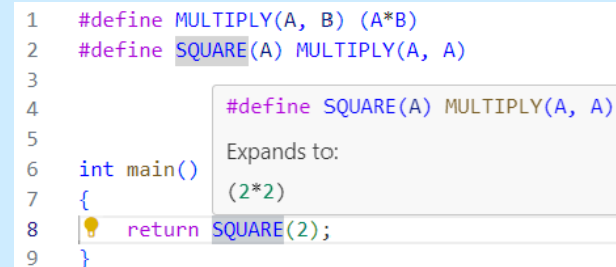 1 #define MULTIPLY(A, B) (A*B)
2 #define SQUARE(A) MULTIPLY(A, A)
3
4 #define SQUARE(A) MULTIPLY(A, A)
5 Expands to:
6 int main()
(2*2)
7 {
8 return SQUARE(2);
9 }